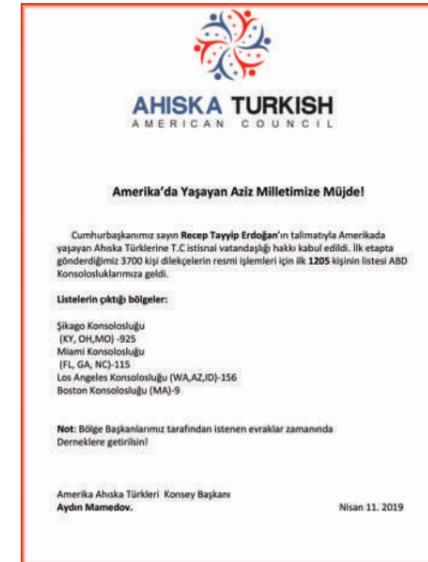 AHISKA TURKISH
AMERICAN COUNCIL
Amerika'da Yaşayan Aziz Milletimize Müjde!
Cumhurbaşkanımız sayın Recep Tayyip Erdoğan'ın talimatıyla Amerikada
yaşayan Ahıska Türklerine T.C istisnai vatandaşlığı hakkı kabul edildi. İlk etapta
gönderdiğimiz 3700 kişi dilekçelerin resmi işlemleri için ilk 1205 kişinin listesi ABD
Konsolosluklarımıza geldi.
Listelerin çıktığı bölgeler:
Şikago Konsolosluğu
(KY, OH,MO) -925
Miami Konsolosluğu
(FL, GA, NC)-115
Los Angeles Konsolosluğu (WA,AZ,ID)-156
Boston Konsolosluğu (MA)-9
Not: Bölge Başkanlarımız tarafından istenen evraklar zamanında
Derneklere getirilsin!
Amerika Ahıska Türkleri Konsey Başkanı
Aydın Mamedov.
Nisan 11. 2019